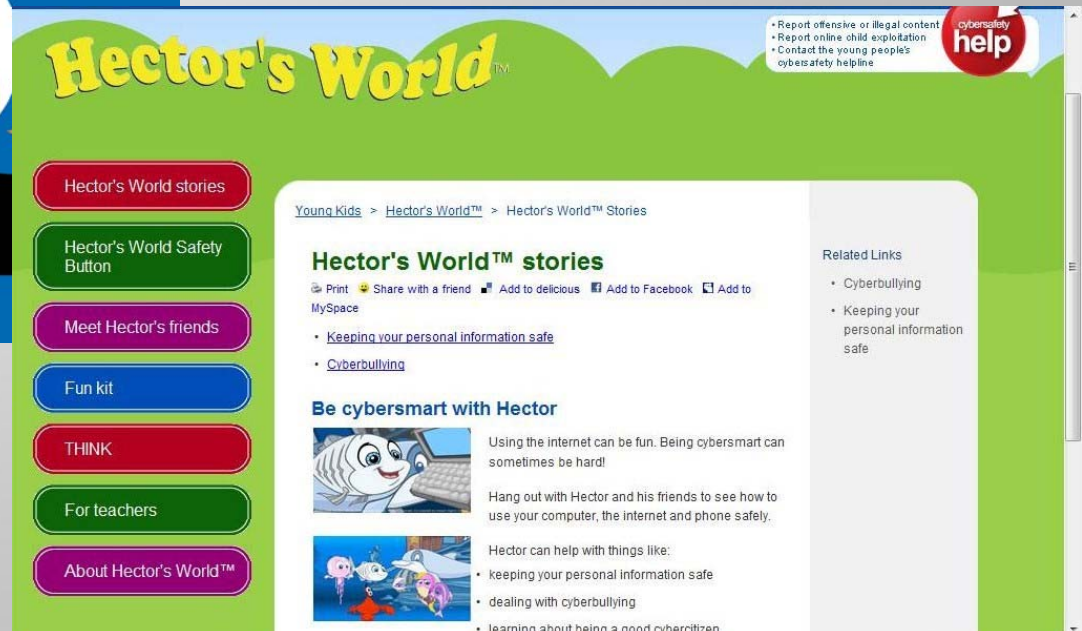 Hector's World™
• Report offensive or illegal content
• Report online child exploitation
• Contact the young people's
cybersafety helpline
cybersafety
help
Hector's World stories
Hector's World Safety
Button
Meet Hector's friends
Fun kit
THINK
For teachers
About Hector's World™
Young Kids > Hector's World™ > Hector's World™ Stories
Hector's World™ stories
Print Share with a friend Add to delicious Add to Facebook Add to
MySpace
• Keeping your personal information safe
• Cyberbullying
Be cybersmart with Hector
Using the internet can be fun. Being cybersmart can
sometimes be hard!
Hang out with Hector and his friends to see how to
use your computer, the internet and phone safely.
Hector can help with things like:
• keeping your personal information safe
• dealing with cyberbullying
• learning about being a good cybercitizen
Related Links
• Cyberbullying
• Keeping your
personal information
safe